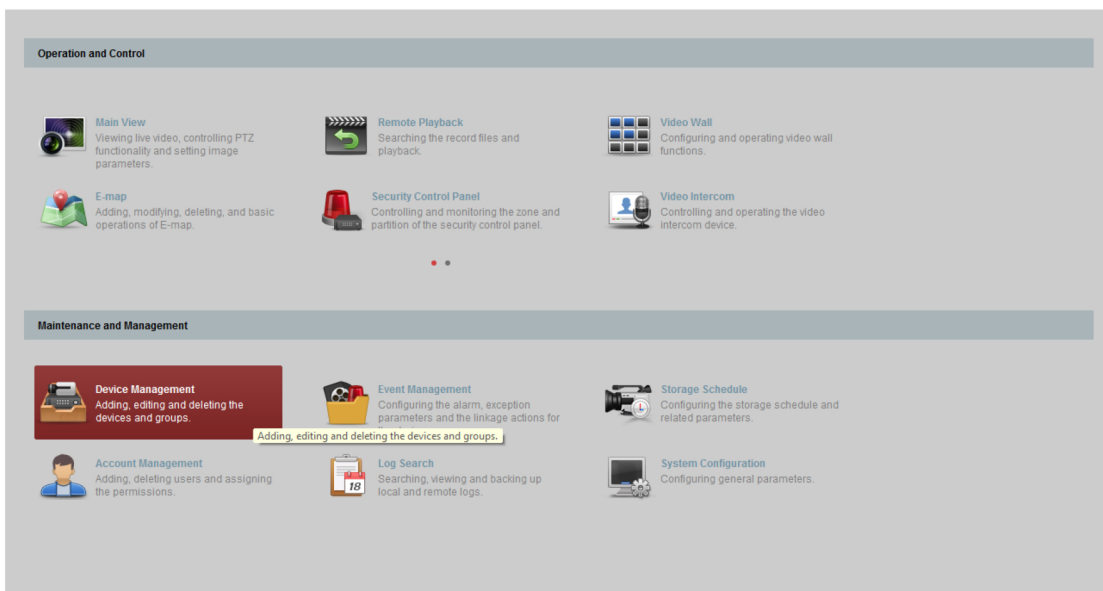 Operation and Control
Main View
Viewing live video, controlling PTZ
functionality and setting image
parameters.
Remote Playback
Searching the record files and
playback.
Video Wall
Configuring and operating video wall
functions.
E-map
Adding, modifying, deleting, and basic
operations of E-map.
Security Control Panel
Controlling and monitoring the zone and
partition of the security control panel.
Video Intercom
Controlling and operating the video
intercom device.
Maintenance and Management
Device Management
Adding, editing and deleting the
devices and groups.
Event Management
Configuring the alarm, exception
parameters and the linkage actions for
Storage Schedule
Configuring the storage schedule and
related parameters.
Adding, editing and deleting the devices and groups.
Account Management
Adding, deleting users and assigning
the permissions.
18
Log Search
Searching, viewing and backing up
local and remote logs.
System Configuration
Configuring general parameters.